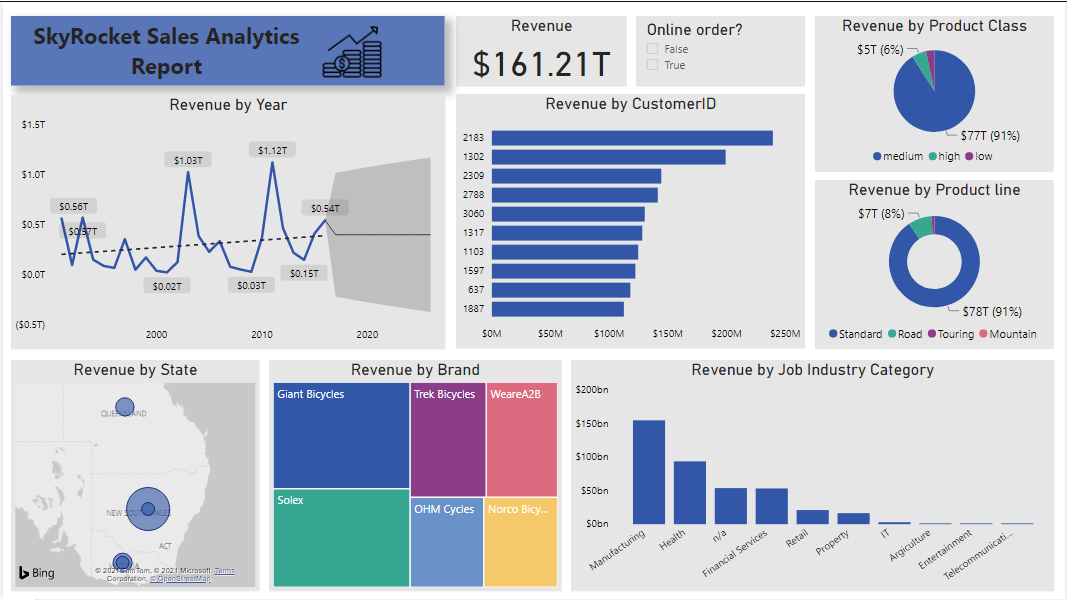 SkyRocket Sales Analytics
Report
Revenue
$161.21T
Online order?
False
True
Revenue by Product Class
$5T (6%)
$77T (91%)
medium high low
Revenue by Year
$1.5T
$1.0T
$0.5T
$0.0T
($0.5T)
$0.56T
$0.57T
$1.03T
$1.12T
$0.54T
$0.02T
$0.03T
$0.15T
2000 2010 2020
Revenue by CustomerID
2183
1302
2309
2788
3060
1317
1103
1597
637
1887
$0M $50M $100M $150M $200M $250M
Revenue by Product line
$7T (8%)
$78T (91%)
Standard Road Touring Mountain
Revenue by State
QUEENSLAND
NEW SOUTH WALES
ACT
Bing
© 2021 TomTom, © 2021 Microsoft Terms
Corporation, © OpenStreetMap
Revenue by Brand
Giant Bicycles
Trek Bicycles
WeareA2B
Solex
OHM Cycles
Norco Bicy...
Revenue by Job Industry Category
$200bn
$150bn
$100bn
$50bn
$0bn
Manufacturing
Health
n/a
Financial Services
Retail
Property
IT
Argiculture
Entertainment
Telecommunicati...